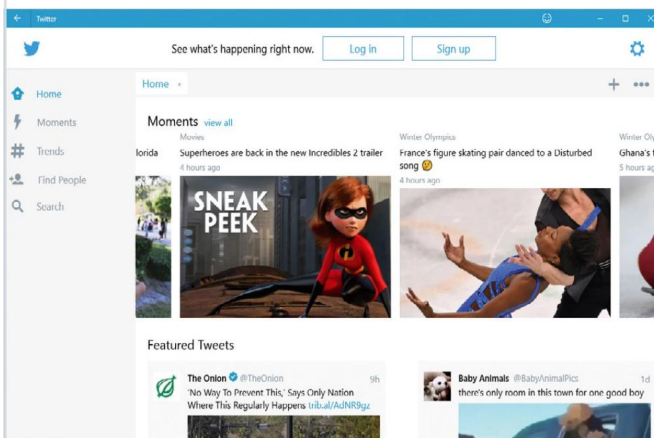 Twitter
See what's happening right now.
Log in
Sign up
Home
Moments
Trends
Find People
Search
Home
Moments view all
lorida
Movies
Superheroes are back in the new Incredibles 2 trailer
4 hours ago
SNEAK
PEEK
Winter Olympics
France's figure skating pair danced to a Disturbed
song
4 hours ago
Winter Oly
Ghana's f
5 hours ag
Featured Tweets
The Onion @TheOnion 9h
'No Way To Prevent This,' Says Only Nation
Where This Regularly Happens trib.al/AdNR9gz
Baby Animals @BabyAnimalPics 1d
there's only room in this town for one good boy